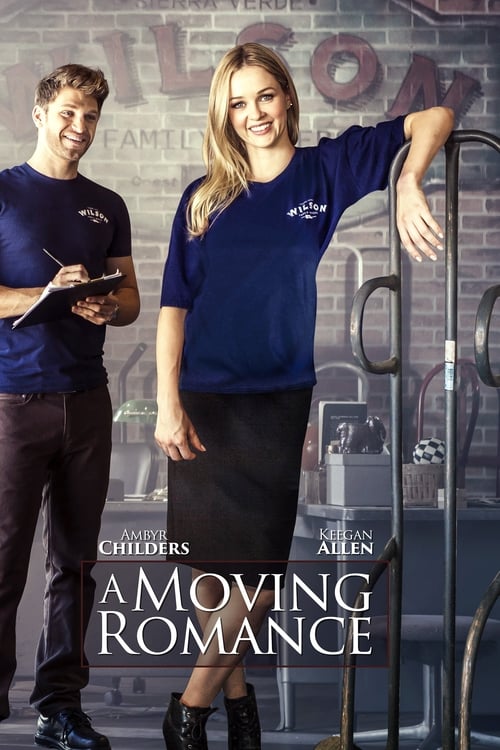 SIERRA VERDE
WILSON
FAMILY
WILSON
WILSON
AMBYR
CHILDERS
KEEGAN
ALLEN
A MOVING
ROMANCE